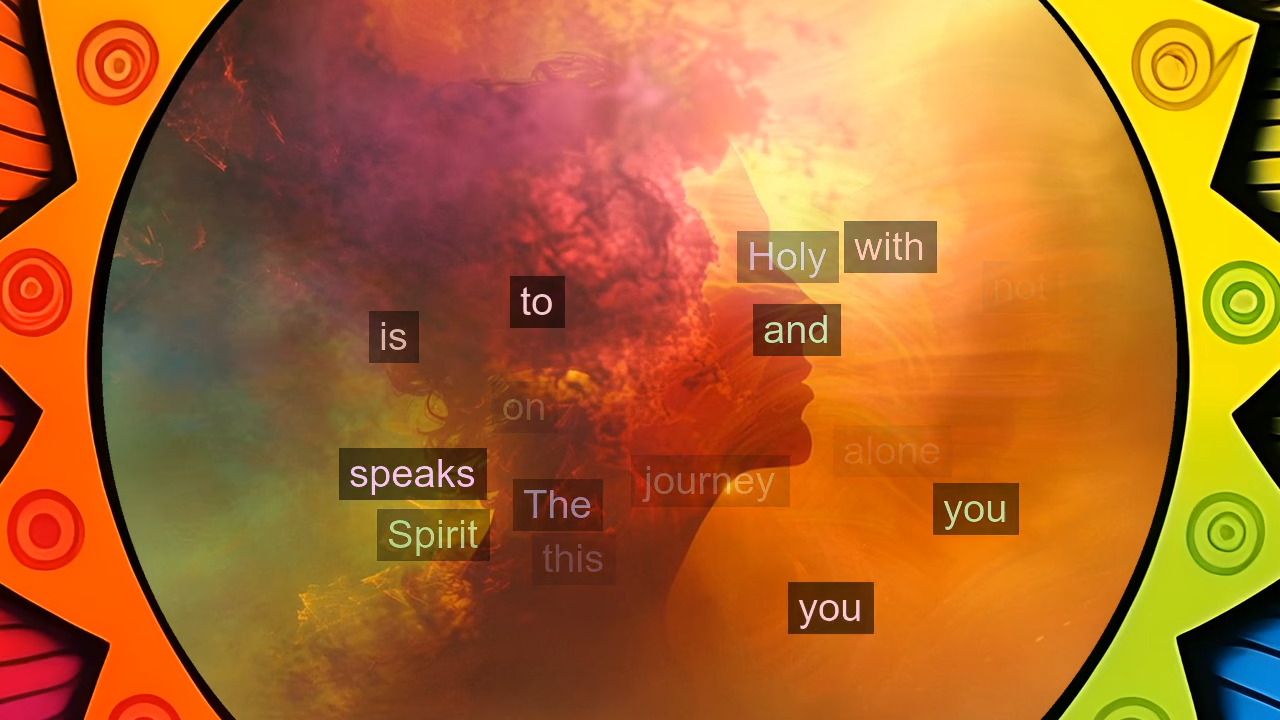 Holy with
not
to
is
and
on
alone
speaks
journey
The
you
Spirit
this
you